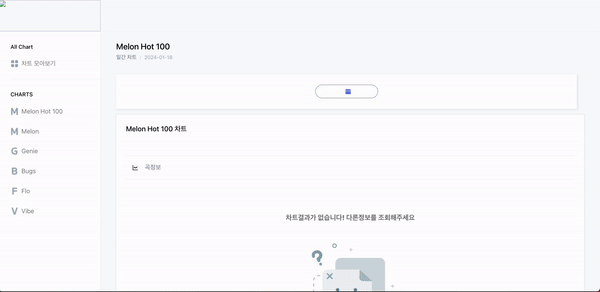 All Chart
차트 모아보기
CHARTS
M Melon Hot 100
M Melon
G Genie
B Bugs
F Flo
V Vibe
Melon Hot 100
일간 차트 : 2024-01-18
Melon Hot 100 차트
곡정보
차트결과가 없습니다! 다른정보를 조회해주세요